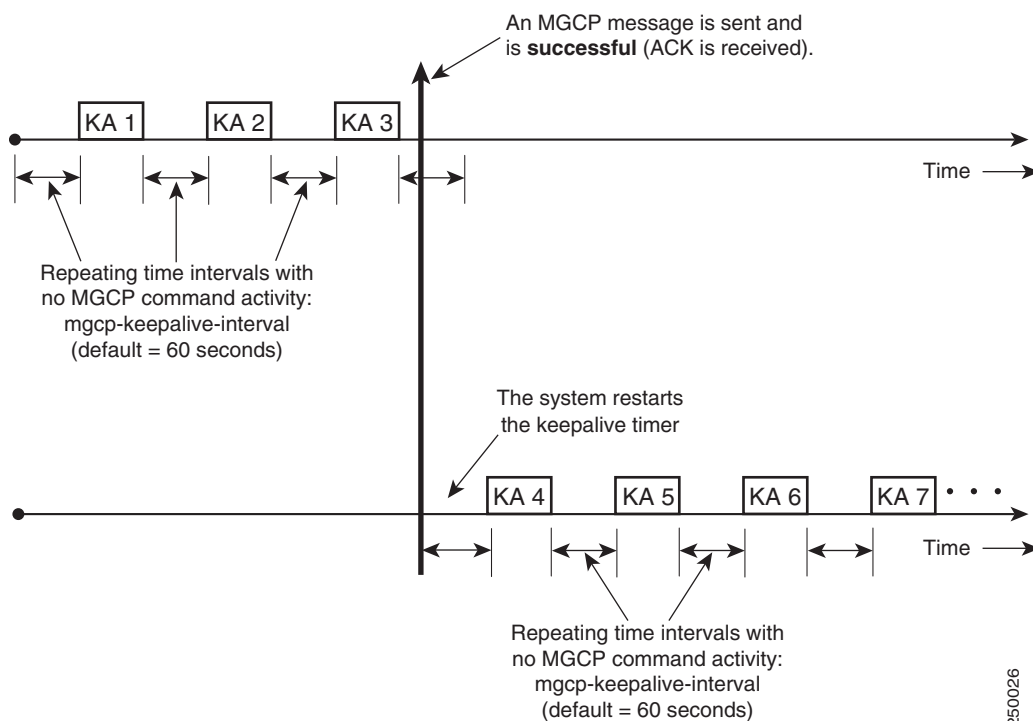 An MGCP message is sent and
is successful (ACK is received).
KA 1
KA 2
KA 3
Time
Repeating time intervals with
no MGCP command activity:
mgcp-keepalive-interval
(default = 60 seconds)
The system restarts
the keepalive timer
KA 4
KA 5
KA 6
KA 7
Time
Repeating time intervals with
no MGCP command activity:
mgcp-keepalive-interval
(default = 60 seconds)
250026